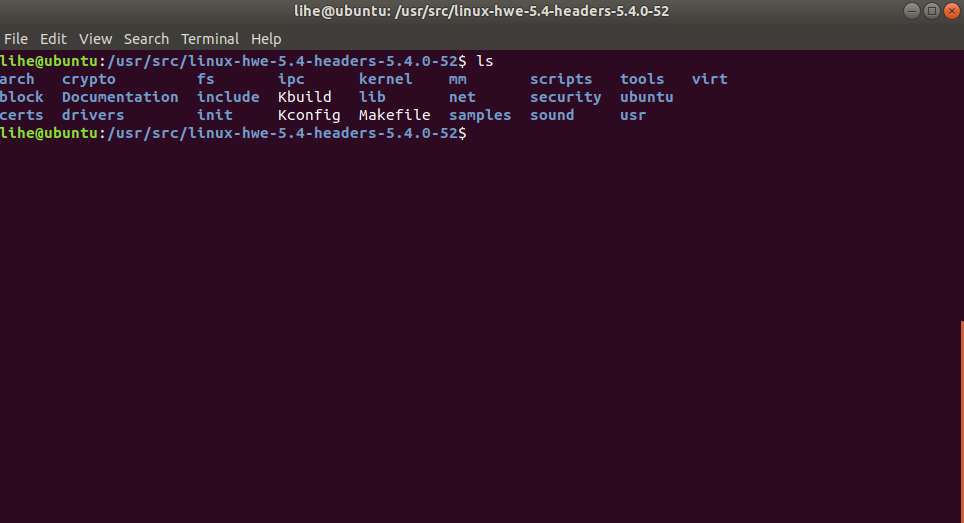 lihe@ubuntu: /usr/src/linux-hwe-5.4-headers-5.4.0-52
File Edit View Search Terminal Help
lihe@ubuntu:/usr/src/linux-hwe-5.4-headers-5.4.0-52$ ls
arch crypto fs ipc kernel mm scripts tools virt
block Documentation include Kbuild lib net security ubuntu
certs drivers init Kconfig Makefile samples sound usr
lihe@ubuntu:/usr/src/linux-hwe-5.4-headers-5.4.0-52$